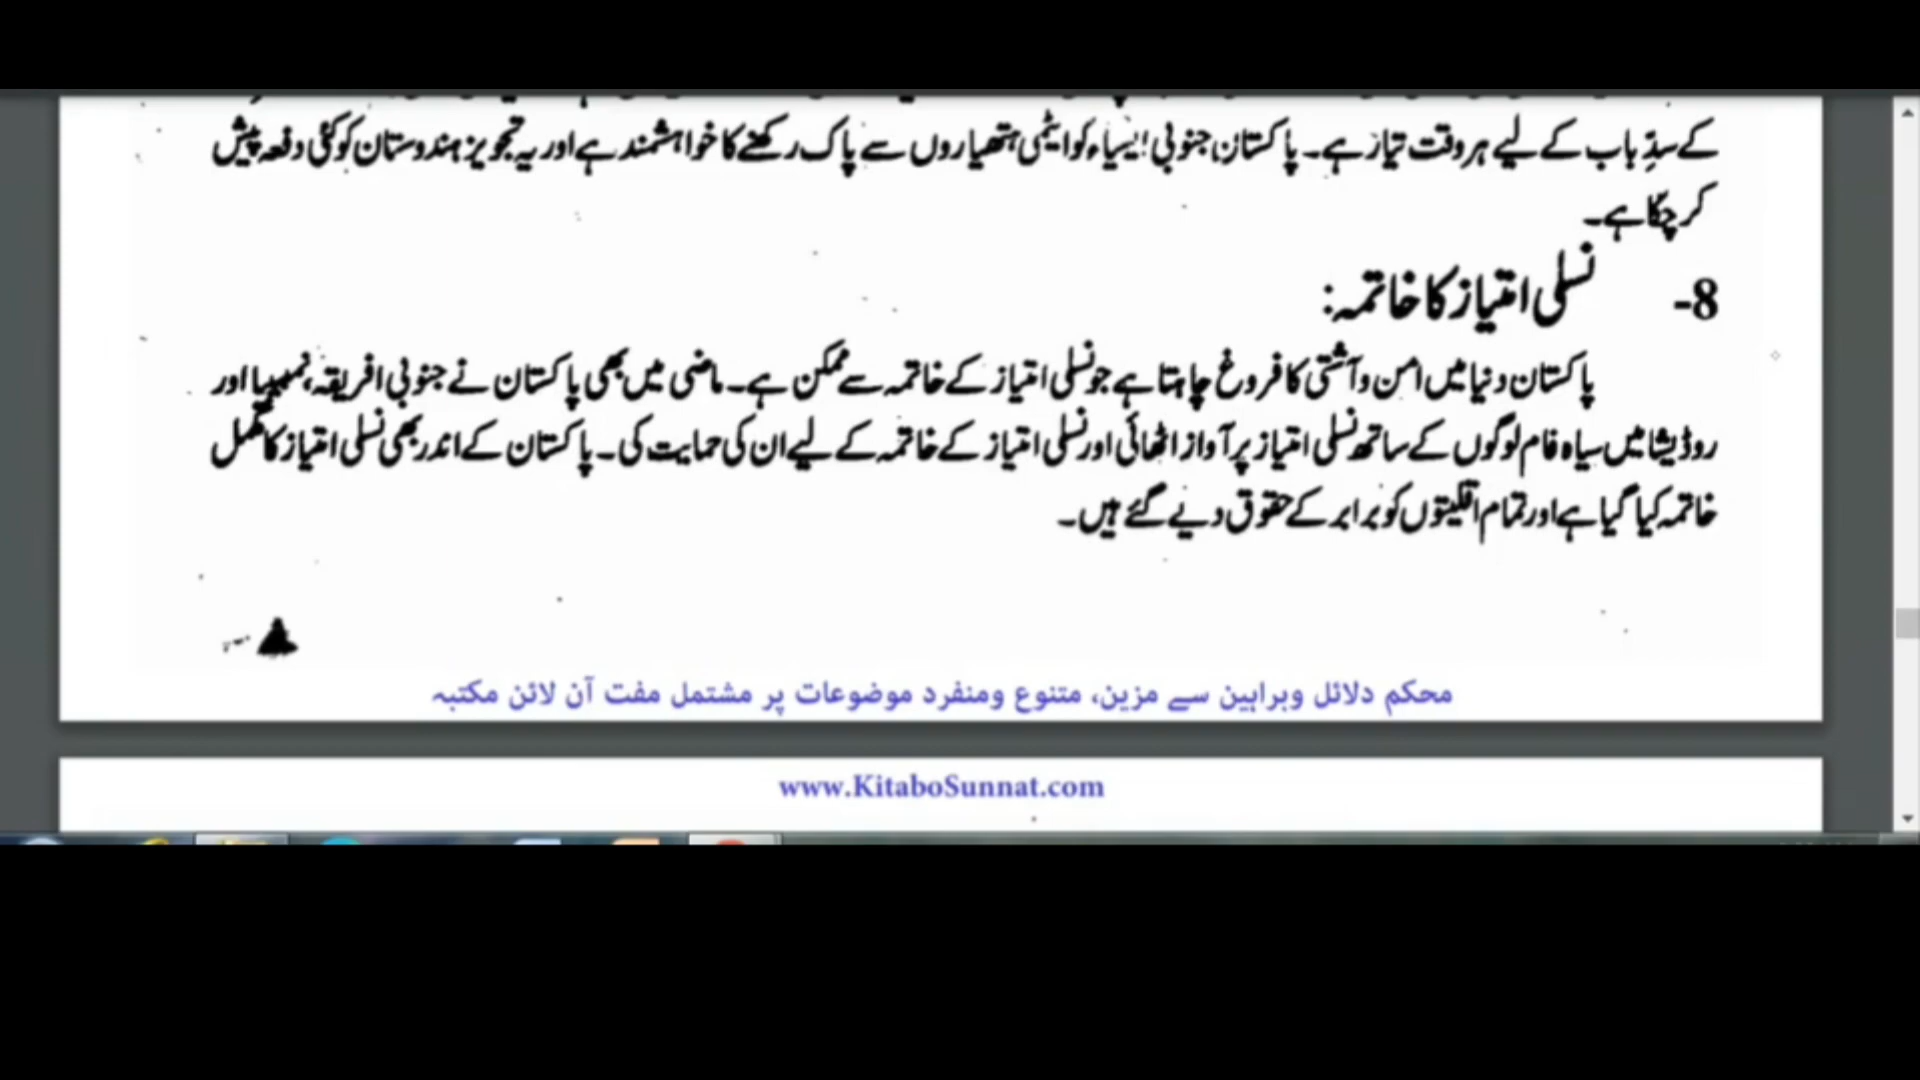 کے سدِّ باب کے لیے ہر وقت تیار ہے۔ پاکستان جنوبی ایسیاء کو ایٹمی ہتھیاروں سے پاک رکھنے کا خواہشمند ہے اور یہ تجویز ہندوستان کو کئی دفعہ پیش
کر چکا ہے۔
8- نسلی امتیاز کا خاتمہ:
پاکستان دنیا میں امن و آشتی کا فروغ چاہتا ہے جو نسلی امتیاز کے خاتمہ سے ممکن ہے۔ ماضی میں بھی پاکستان نے جنوبی افریقہ، نمیبیا اور
روڈیشا میں سیاہ فام لوگوں کے ساتھ نسلی امتیاز پر آواز اٹھائی اور نسلی امتیاز کے خاتمہ کے لیے ان کی حمایت کی۔ پاکستان کے اندر بھی نسلی امتیاز کا مکمل
خاتمہ کیا گیا ہے اور تمام اقلیتوں کو برابر کے حقوق دیے گئے ہیں۔
محکم دلائل وبراہین سے مزین، متنوع ومنفرد موضوعات پر مشتمل مفت آن لائن مکتبہ
www.KitaboSunnat.com